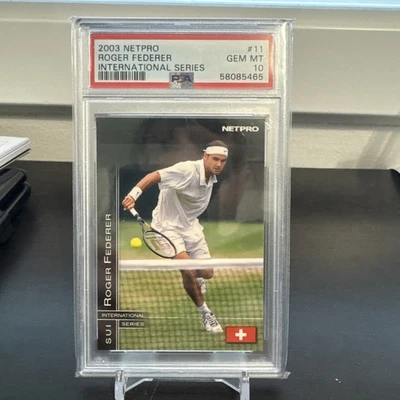 2003 NETPRO #11
ROGER FEDERER GEM MT
INTERNATIONAL SERIES 10
PSA 58085465
NETPRO
SUI ROGER FEDERER
INTERNATIONAL
SERIES